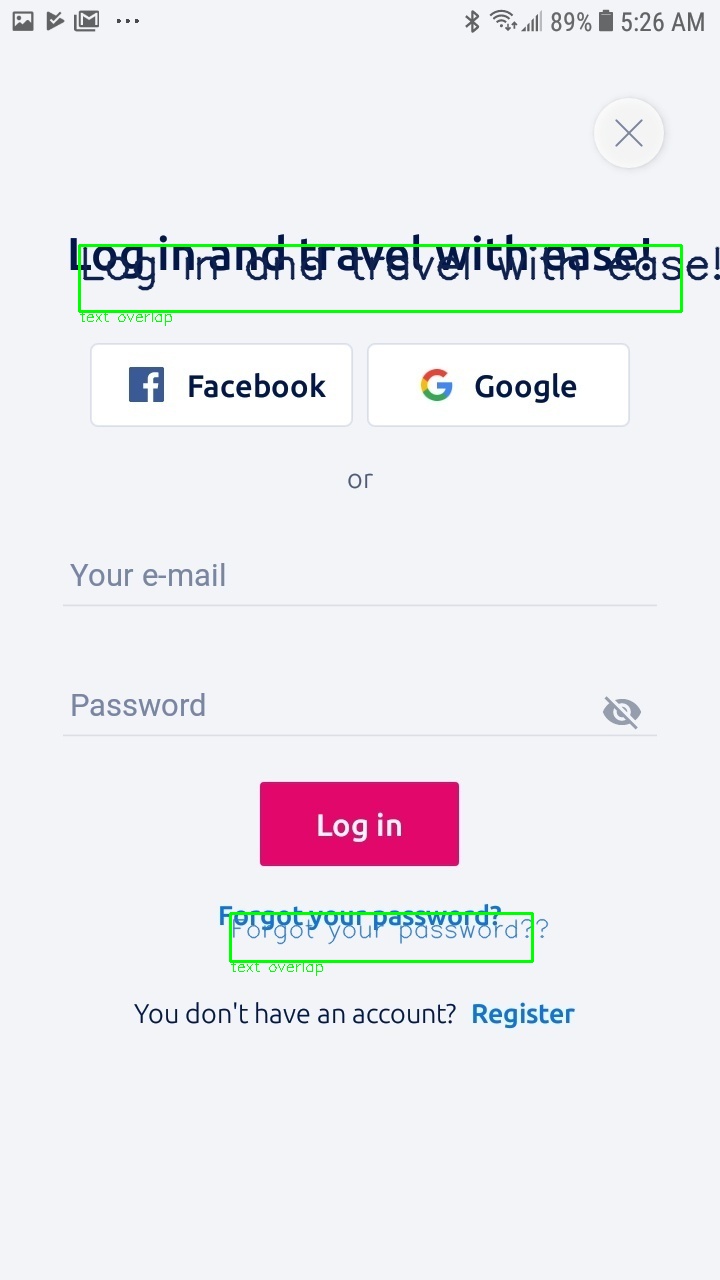 89% 5:26 AM
Log in and travel with ease!
Log in and travel with ease!
text overlap
Facebook Google
or
Your e-mail
Password
Log in
Forgot your password?
Forgot your password??
text overlap
You don't have an account? Register